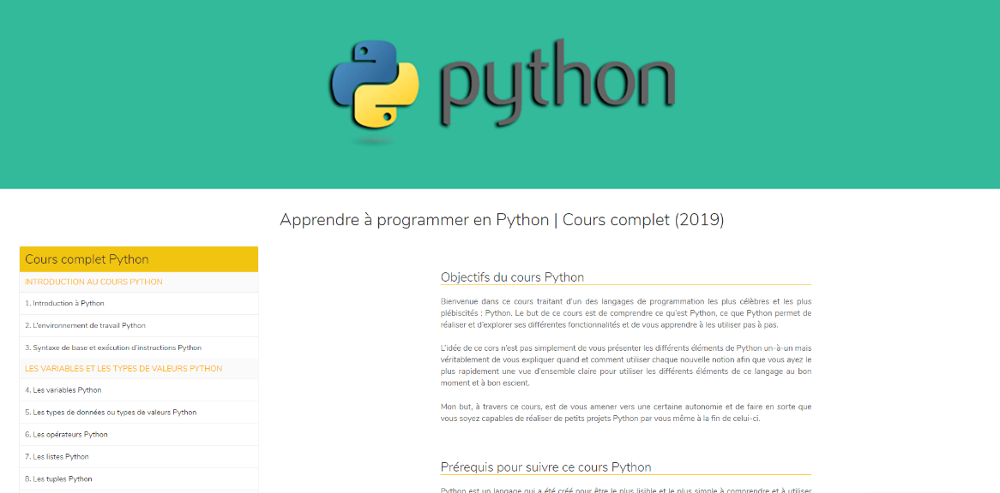 python
Apprendre à programmer en Python | Cours complet (2019)
Cours complet Python
INTRODUCTION AU COURS PYTHON
1. Introduction à Python
2. L'environnement de travail Python
3. Syntaxe de base et exécution d'instructions Python
LES VARIABLES ET LES TYPES DE VALEURS PYTHON
4. Les variables Python
5. Les types de données ou types de valeurs Python
6. Les opérateurs Python
7. Les listes Python
8. Les tuples Python
Objectifs du cours Python
Bienvenue dans ce cours traitant d'un des langages de programmation les plus célèbres et les plus
plébiscités : Python. Le but de ce cours est de comprendre ce qu'est Python, ce que Python permet de
réaliser et d'explorer ses différentes fonctionnalités et de vous apprendre à les utiliser pas à pas.
L'idée de ce cors n'est pas simplement de vous présenter les différents éléments de Python un-à-un mais
véritablement de vous expliquer quand et comment utiliser chaque nouvelle notion afin que vous ayez le
plus rapidement une vue d'ensemble claire pour utiliser les différents éléments de ce langage au bon
moment et à bon escient.
Mon but, à travers ce cours, est de vous amener vers une certaine autonomie et de faire en sorte que
vous soyez capables de réaliser de petits projets Python par vous même à la fin de celui-ci.
Prérequis pour suivre ce cours Python
Python est un langage qui a été créé pour être le plus lisible et le plus simple à comprendre et à utiliser